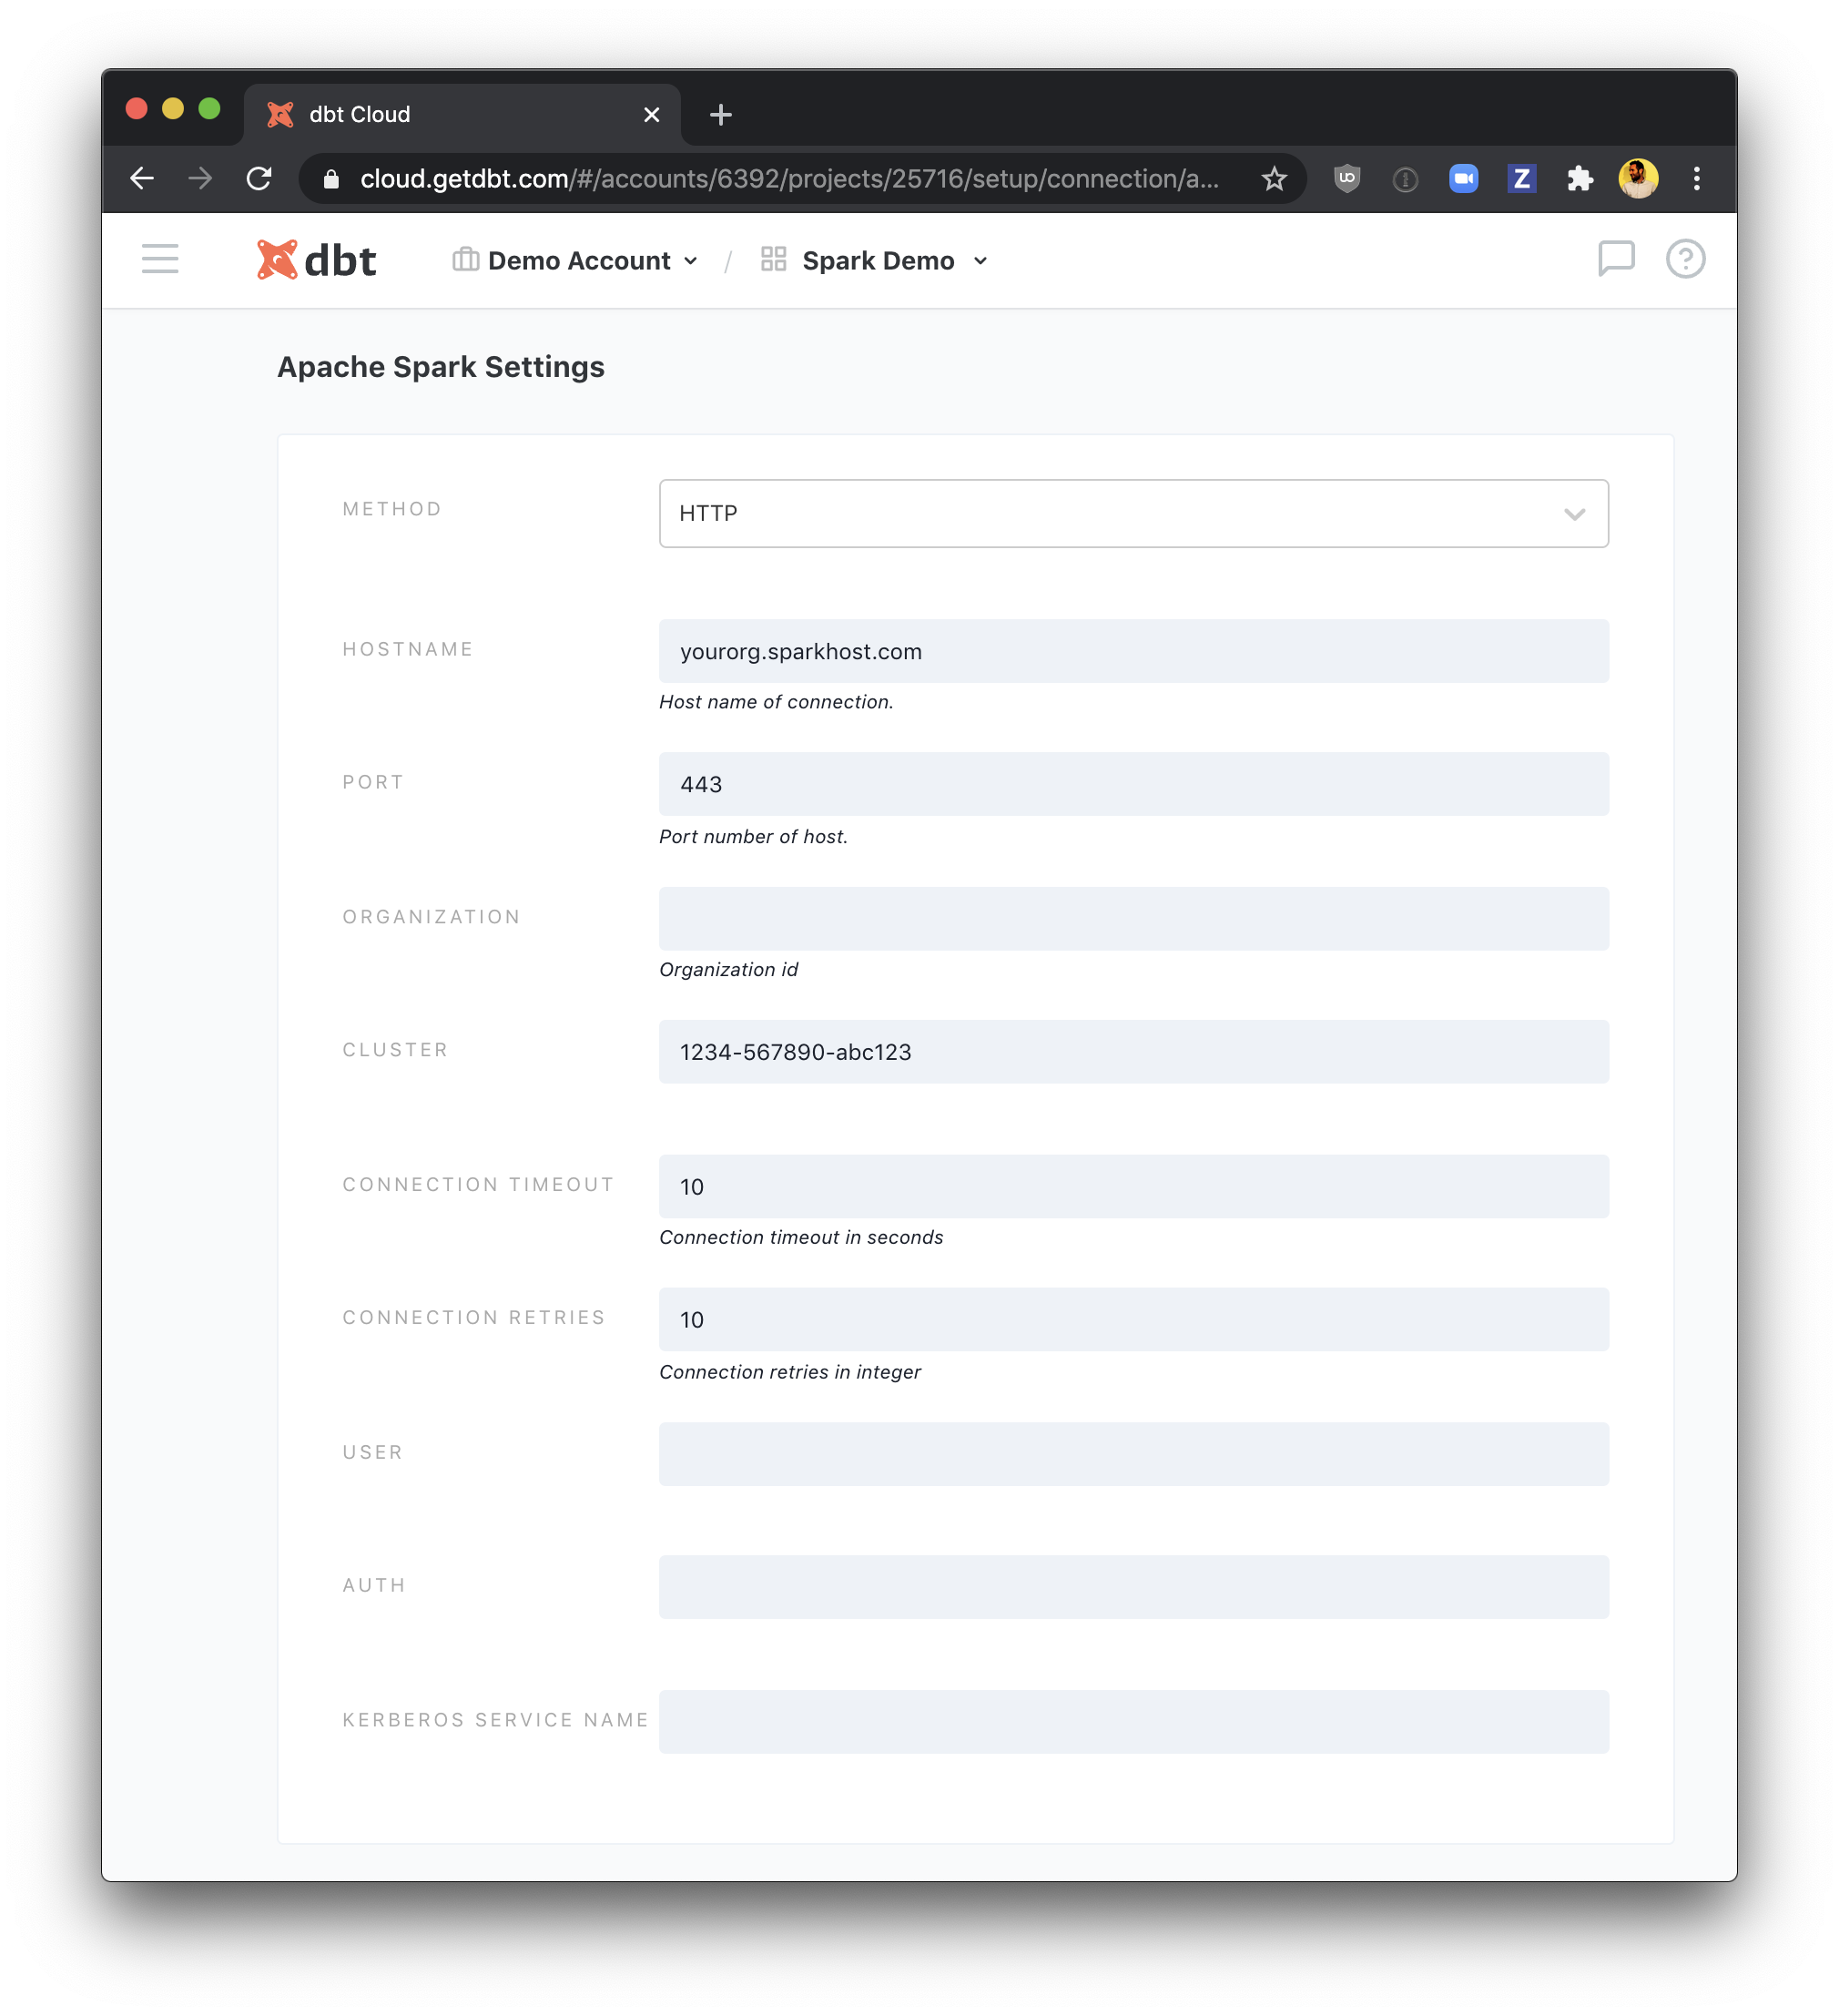 dbt Cloud
cloud.getdbt.com/#/accounts/6392/projects/25716/setup/connection/a...
Z
dbt Demo Account / Spark Demo
Apache Spark Settings
METHOD HTTP
HOSTNAME yourorg.sparkhost.com
Host name of connection.
PORT 443
Port number of host.
ORGANIZATION
Organization id
CLUSTER 1234-567890-abc123
CONNECTION TIMEOUT 10
Connection timeout in seconds
CONNECTION RETRIES 10
Connection retries in integer
USER
AUTH
KERBEROS SERVICE NAME